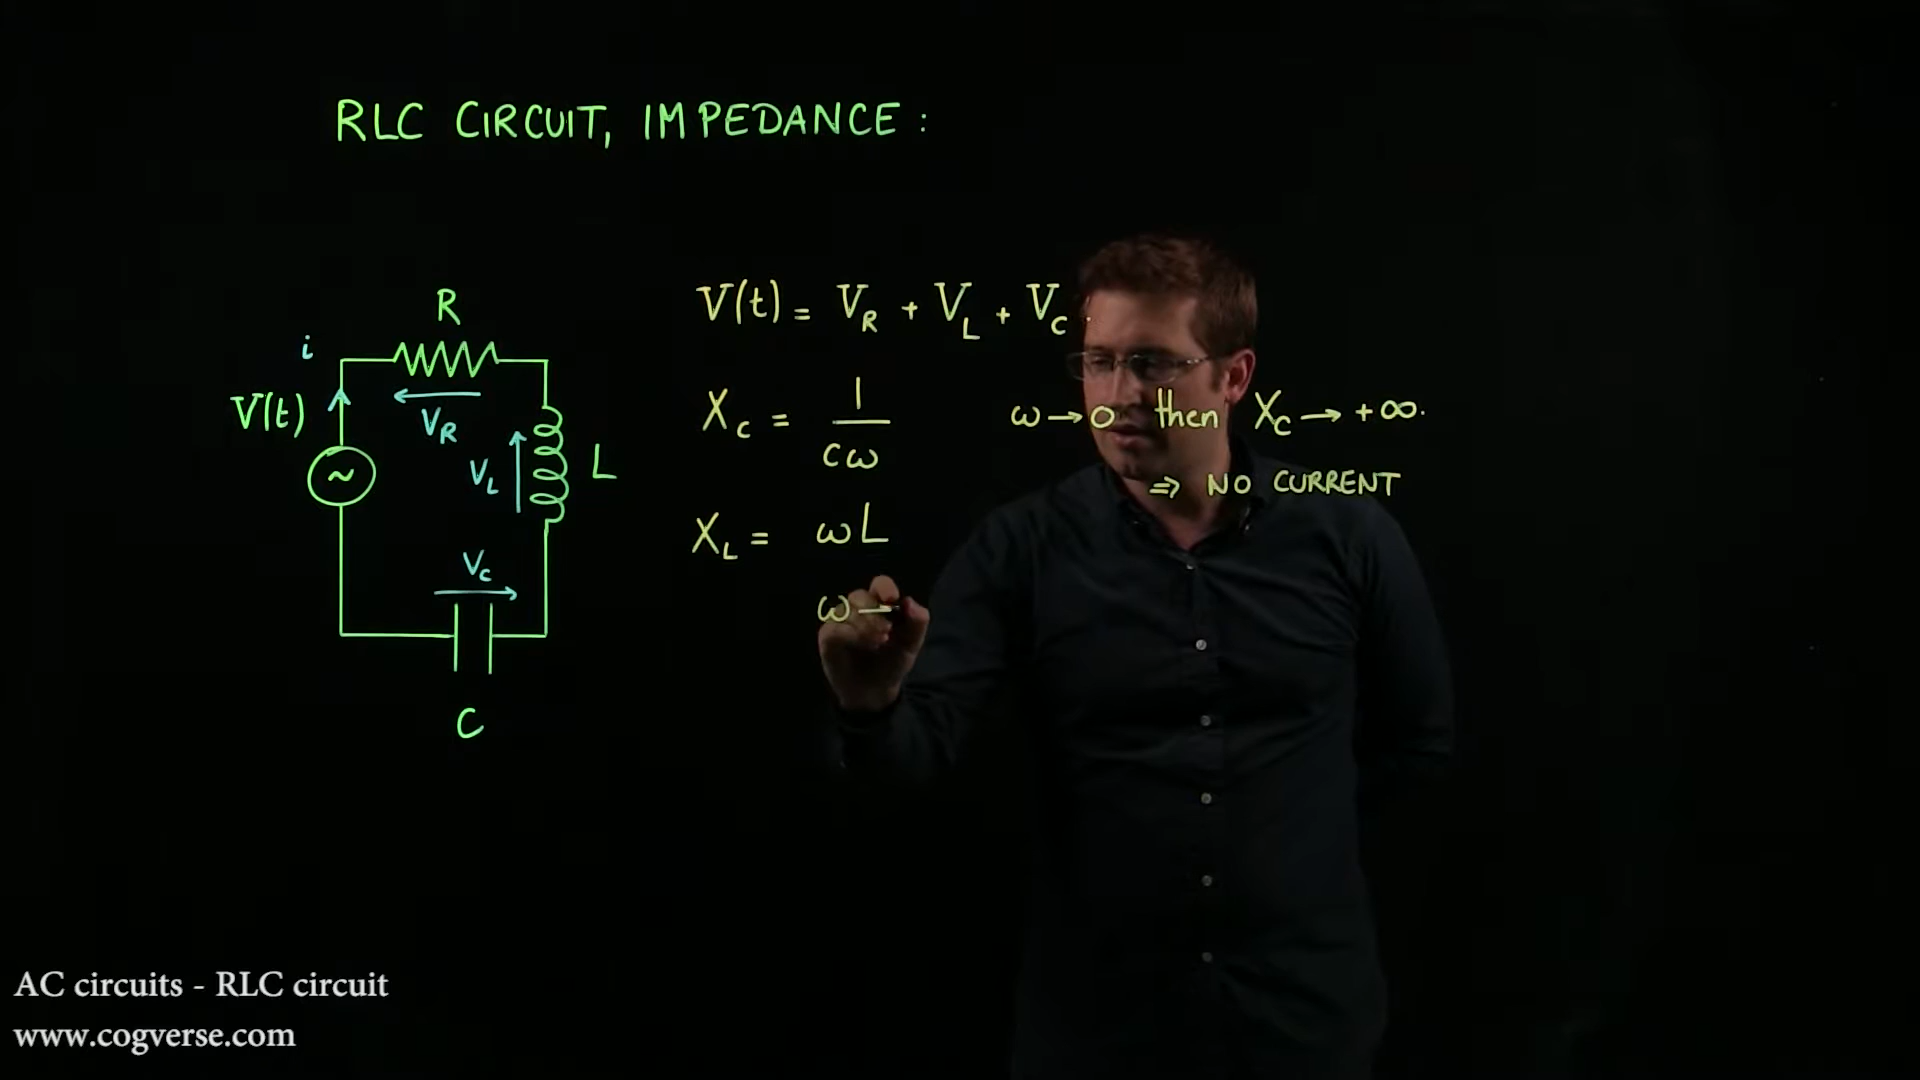 RLC CIRCUIT, IMPEDANCE :
R
i
V(t)
V_R
V_L
L
V_C
C
~
V(t) = V_R + V_L + V_C .
X_C = 1 / cω
ω → 0 then X_C → + ∞.
⇒ NO CURRENT
X_L = ωL
ω –
AC circuits - RLC circuit
www.cogverse.com